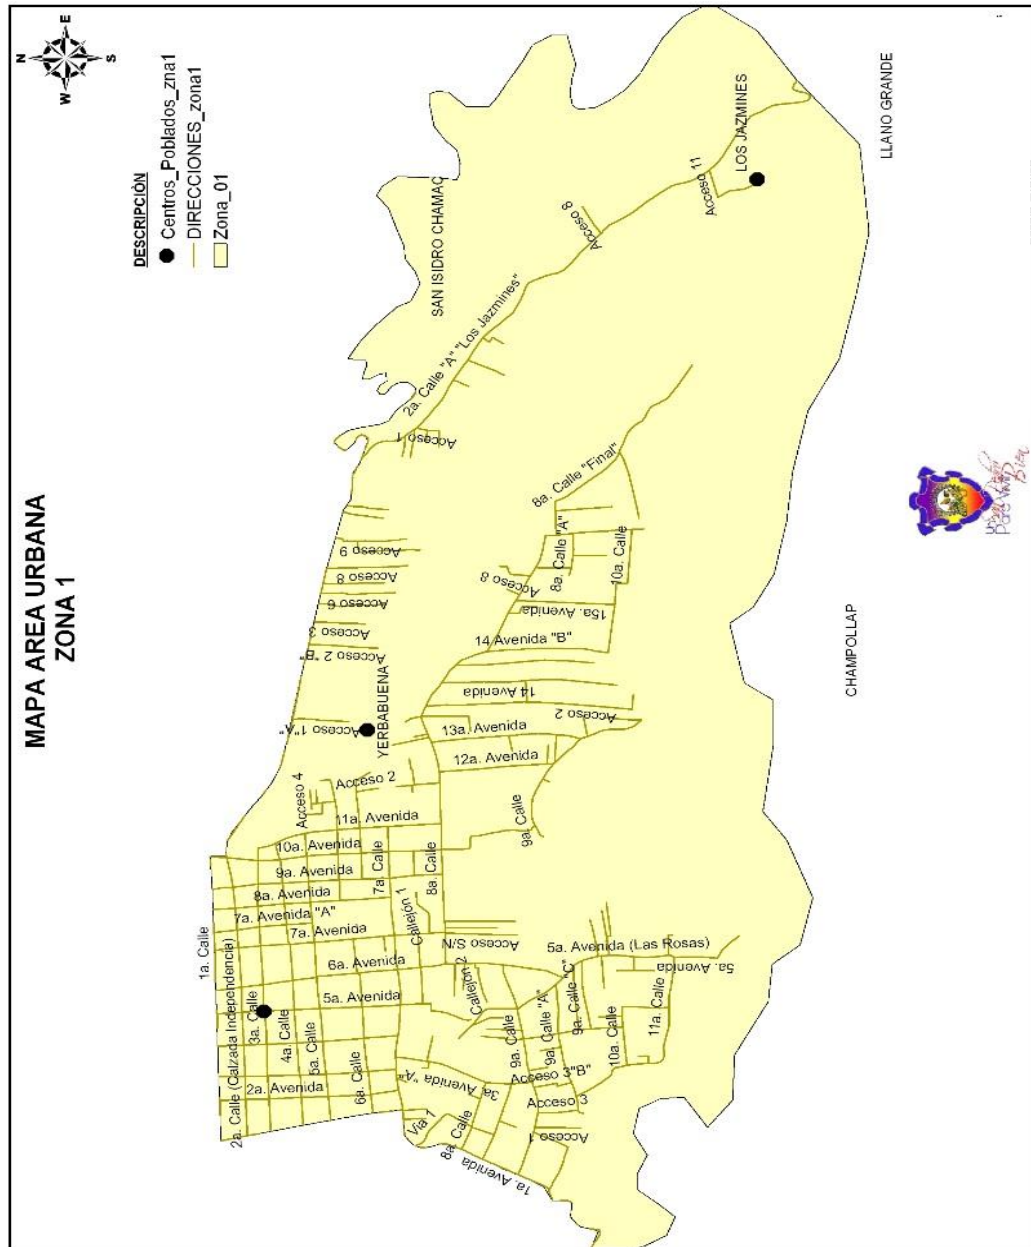 MAPA AREA URBANA
ZONA 1
N
E
S
W
DESCRIPCIÓN
Centros_Poblados_zna1
DIRECCIONES_zona1
Zona_01
SAN ISIDRO CHAMAC
LLANO GRANDE
LOS JAZMINES
CHAMPOLLAP
YERBABUENA
Acceso 11
Acceso 8
2a. Calle "A" "Los Jazmines"
Acceso 1
8a. Calle "Final"
Acceso 9
Acceso 8
Acceso 6
Acceso 3
Acceso 2 "B"
Acceso 1 "A"
8a. Calle "A"
10a. Calle
Acceso 8
15a. Avenida
14 Avenida "B"
14 Avenida
Acceso 2
13a. Avenida
12a. Avenida
9a. Calle
Acceso 4
Acceso 2
11a. Avenida
10a. Avenida
9a. Avenida
8a. Avenida
7a. Avenida "A"
7a. Avenida
6a. Avenida
5a. Avenida
2a. Avenida
7a. Calle
8a. Calle
Callejón 1
Acceso S/N
1a. Calle
2a. Calle (Calzada Independencia)
3a. Calle
4a. Calle
5a. Calle
6a. Calle
Callejón 2
5a. Avenida (Las Rosas)
5a. Avenida
9a. Calle "C"
9a. Calle "A"
9a. Calle
10a. Calle
11a. Calle
Acceso 3"B"
3a. Avenida "A"
Acceso 3
Acceso 1
Via 1
8a. Calle
1a. Avenida
Para Vivir
Bien